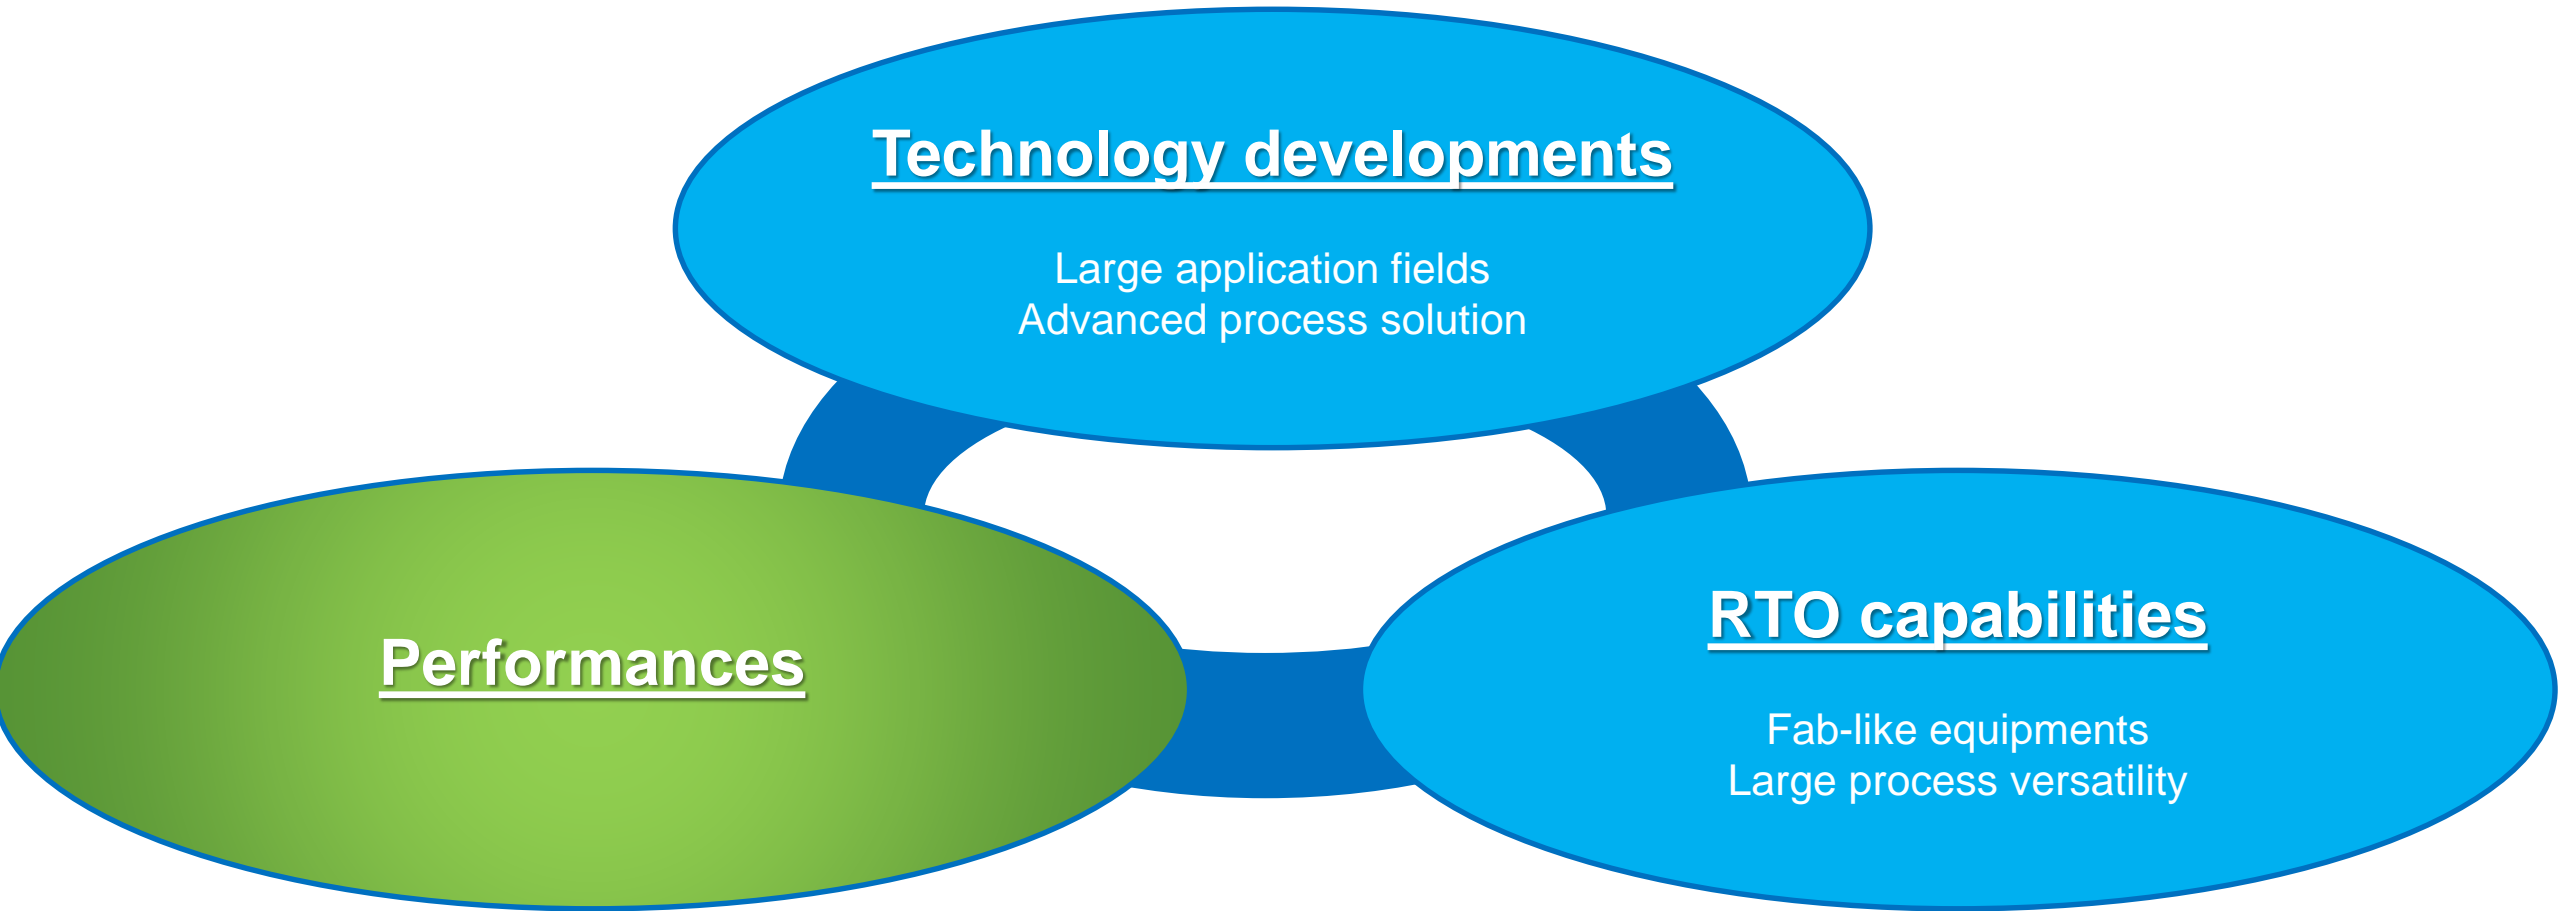 Technology developments
Large application fields
Advanced process solution
Performances
RTO capabilities
Fab-like equipments
Large process versatility